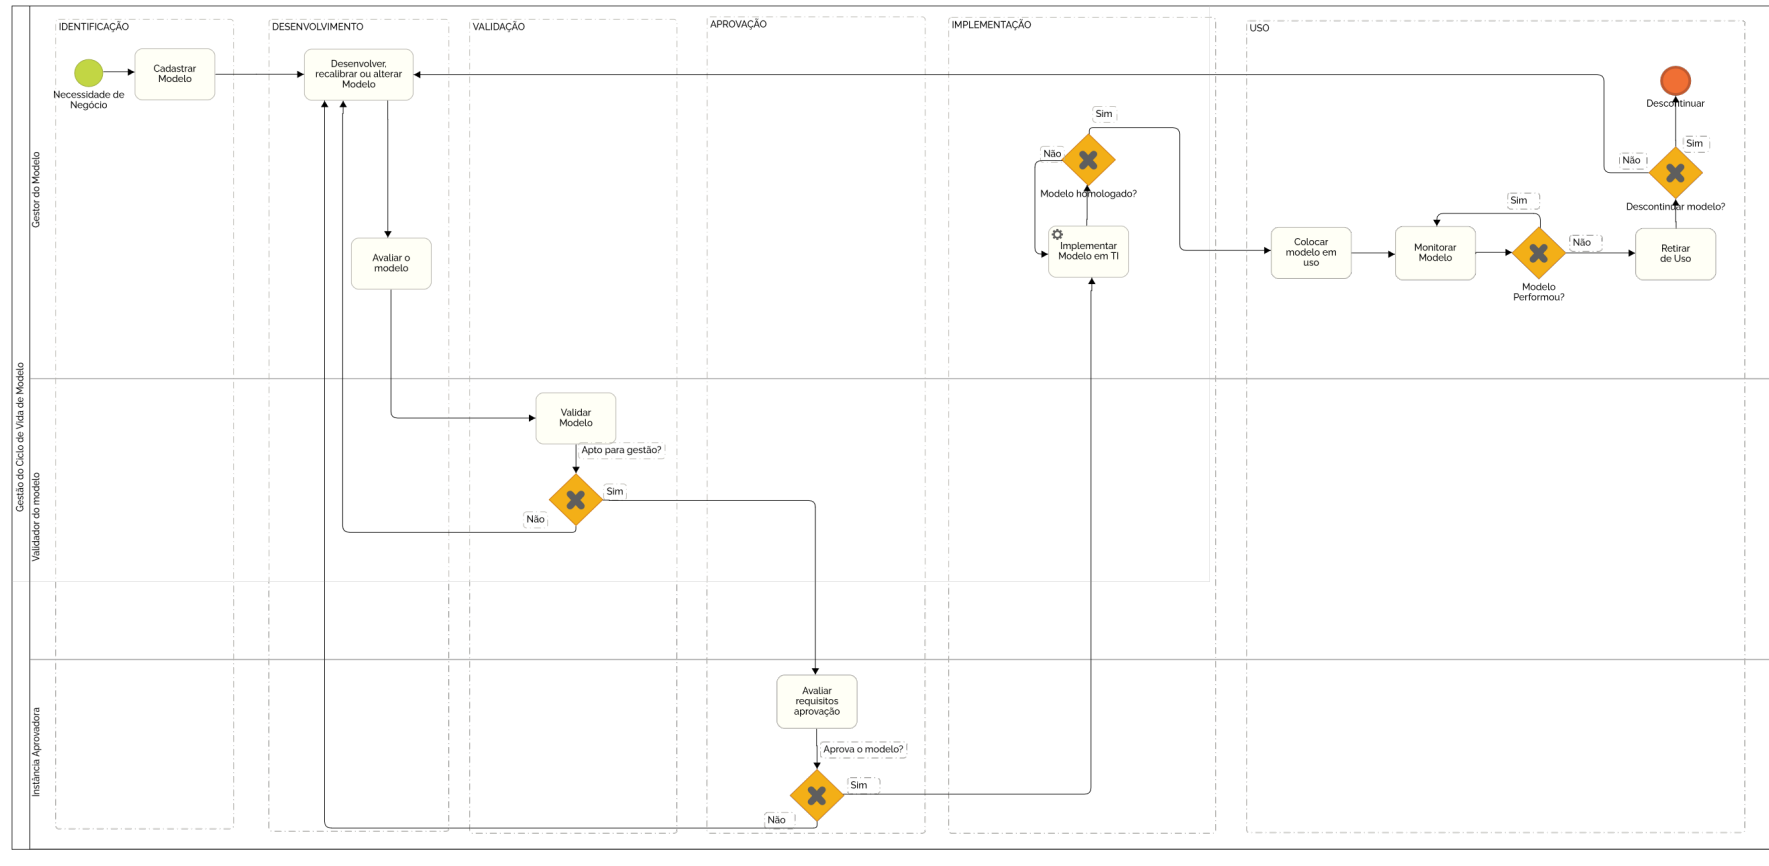 Gestão do Ciclo de Vida de Modelo
Gestor do Modelo
Validador do modelo
Instância Aprovadora
IDENTIFICAÇÃO
DESENVOLVIMENTO
VALIDAÇÃO
APROVAÇÃO
IMPLEMENTAÇÃO
USO
Necessidade de
Negócio
Cadastrar
Modelo
Desenvolver,
recalibrar ou alterar
Modelo
Avaliar o
modelo
Validar
Modelo
Apto para gestão?
Sim
Não
Avaliar
requisitos
aprovação
Aprova o modelo?
Sim
Não
Implementar
Modelo em TI
Modelo homologado?
Não
Sim
Colocar
modelo em
uso
Monitorar
Modelo
Sim
Modelo
Performou?
Não
Retirar
de Uso
Descontinuar modelo?
Não
Sim
Descontinuar